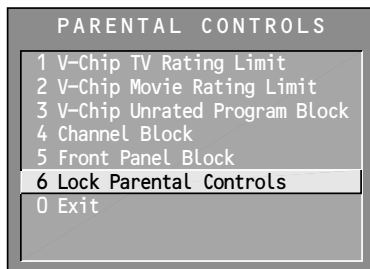 PARENTAL CONTROLS
1 V-Chip TV Rating Limit
2 V-Chip Movie Rating Limit
3 V-Chip Unrated Program Block
4 Channel Block
5 Front Panel Block
6 Lock Parental Controls
0 Exit